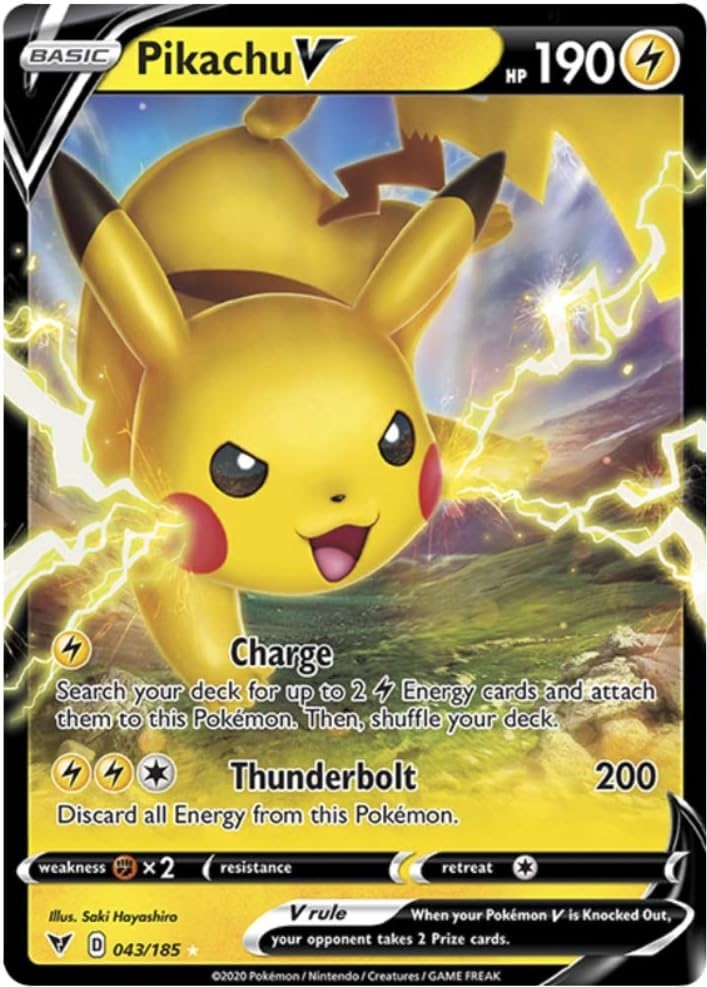 BASIC Pikachu V HP 190
Charge
Search your deck for up to 2 Energy cards and attach
them to this Pokémon. Then, shuffle your deck.
Thunderbolt 200
Discard all Energy from this Pokémon.
weakness ×2 resistance retreat
Illus. Saki Hayashiro
V rule When your Pokémon V is Knocked Out,
your opponent takes 2 Prize cards.
D 043/185
©2020 Pokémon / Nintendo / Creatures / GAME FREAK